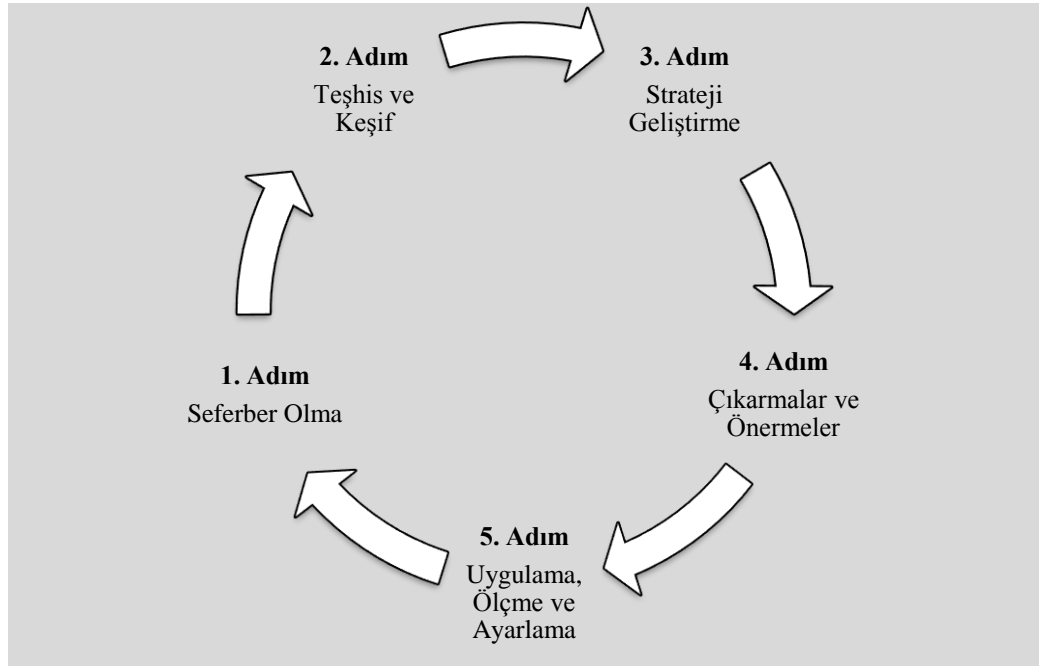 1. Adım
Seferber Olma
2. Adım
Teşhis ve
Keşif
3. Adım
Strateji
Geliştirme
4. Adım
Çıkarmalar ve
Önermeler
5. Adım
Uygulama,
Ölçme ve
Ayarlama